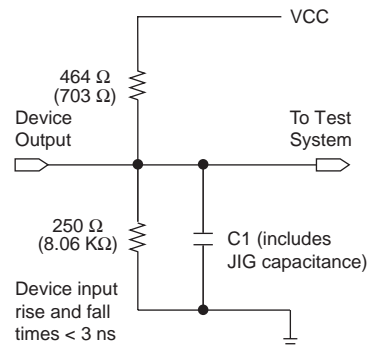 VCC
464 Ω
(703 Ω)
Device
Output
To Test
System
250 Ω
(8.06 KΩ)
C1 (includes
JIG capacitance)
Device input
rise and fall
times < 3 ns